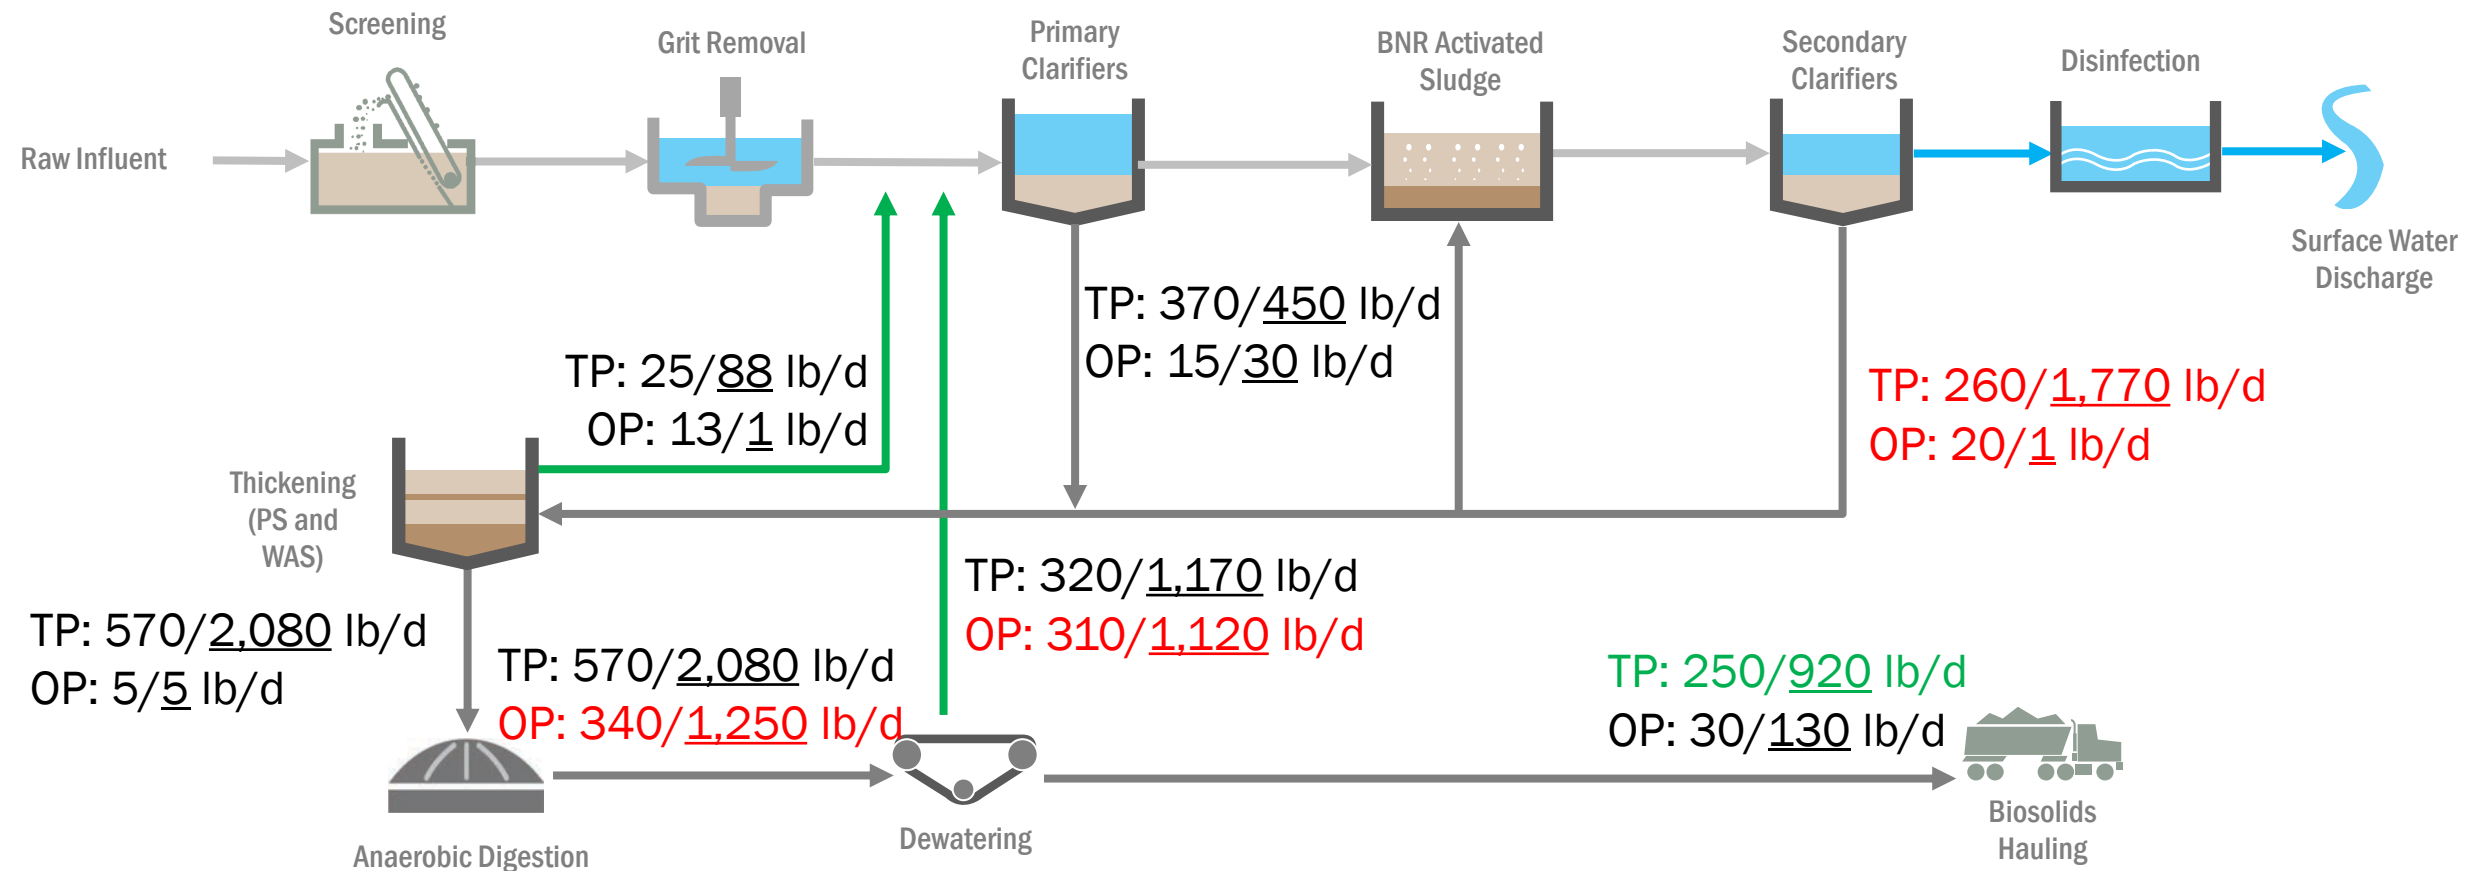 Screening
Grit Removal
Primary
Clarifiers
BNR Activated
Sludge
Secondary
Clarifiers
Disinfection
Raw Influent
Surface Water
Discharge
TP: 370/450 lb/d
OP: 15/30 lb/d
TP: 25/88 lb/d
OP: 13/1 lb/d
TP: 260/1,770 lb/d
OP: 20/1 lb/d
Thickening
(PS and
WAS)
TP: 320/1,170 lb/d
OP: 310/1,120 lb/d
TP: 570/2,080 lb/d
OP: 5/5 lb/d
TP: 570/2,080 lb/d
OP: 340/1,250 lb/d
TP: 250/920 lb/d
OP: 30/130 lb/d
Anaerobic Digestion
Dewatering
Biosolids
Hauling